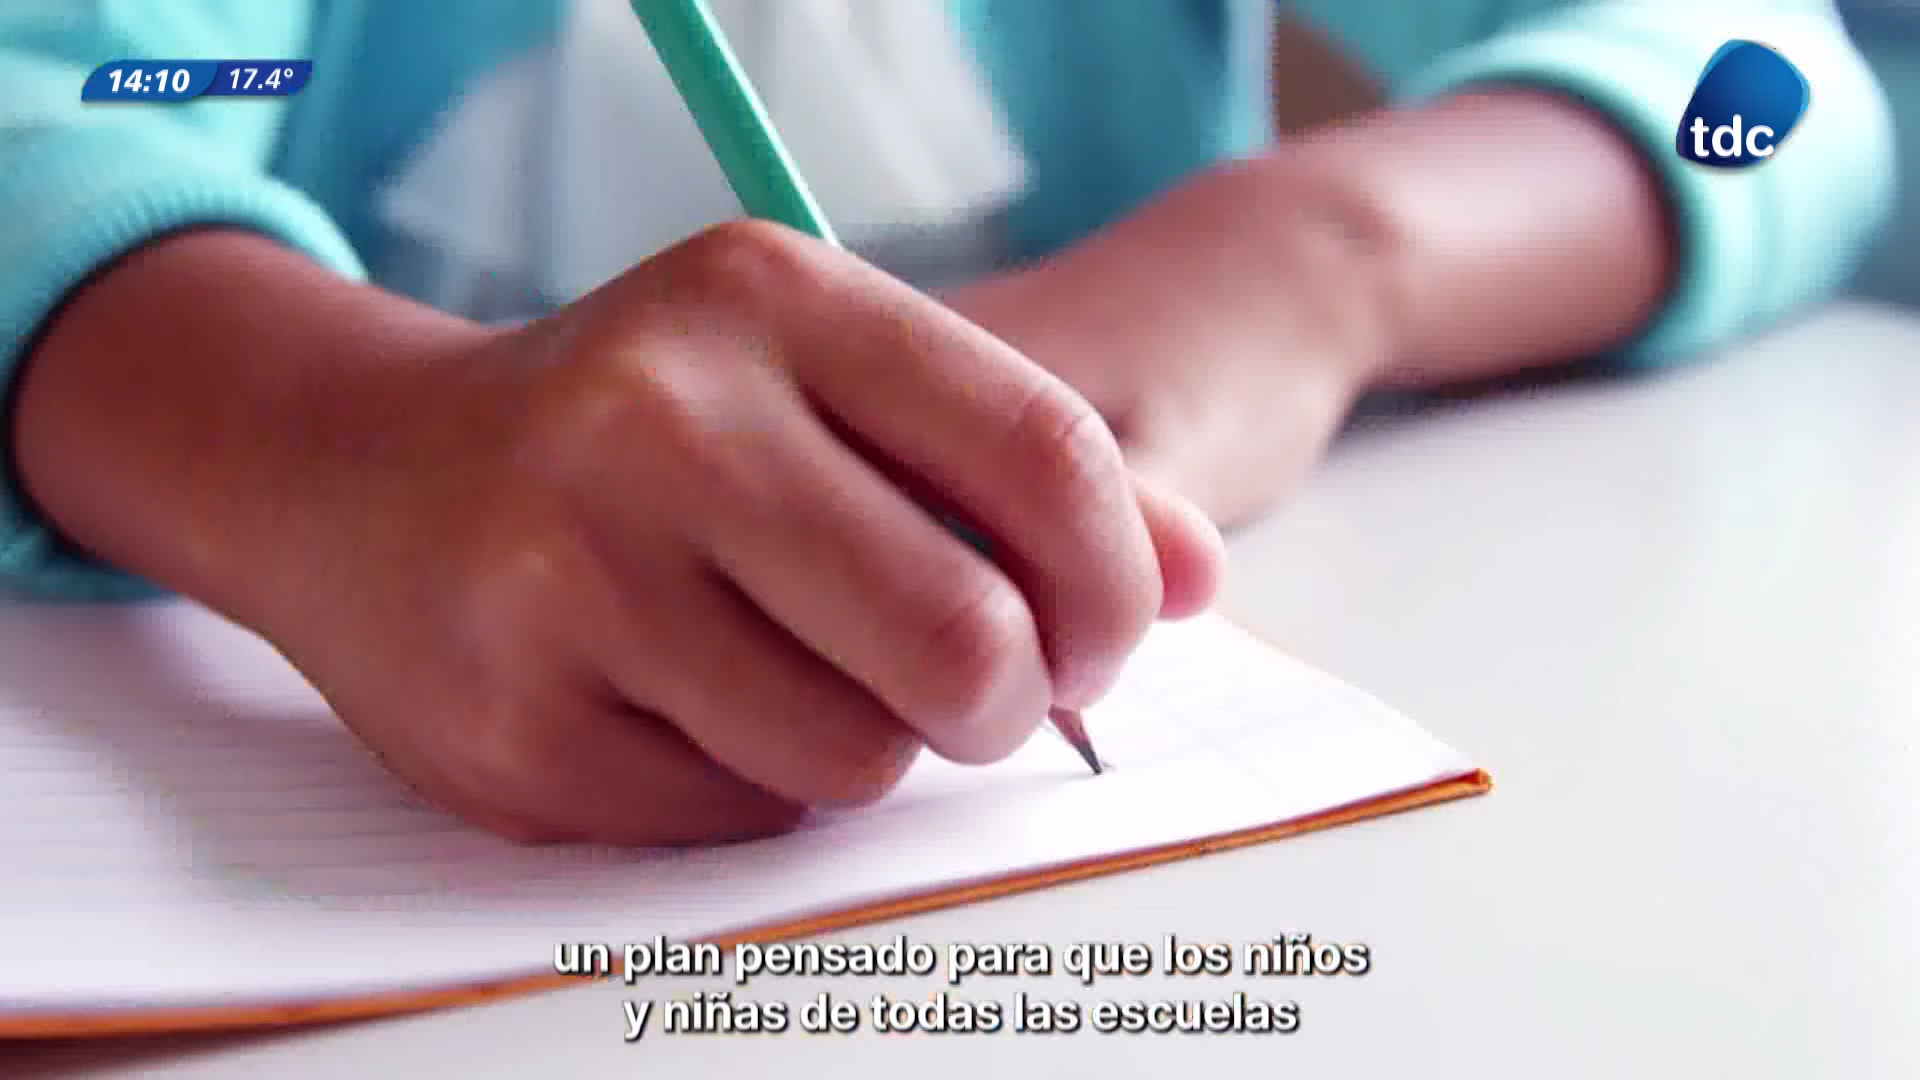 14:10 17.4°
tdc
un plan pensado para que los niños
y niñas de todas las escuelas